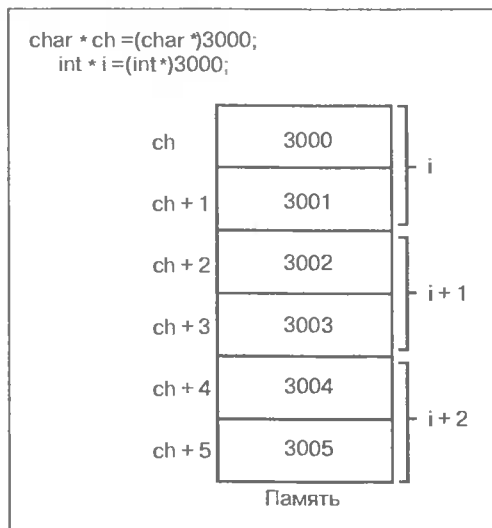 char * ch =(char *)3000;
int * i =(int*)3000;
ch 3000
i
ch + 1 3001
ch + 2 3002
i + 1
ch + 3 3003
ch + 4 3004
i + 2
ch + 5 3005
Память